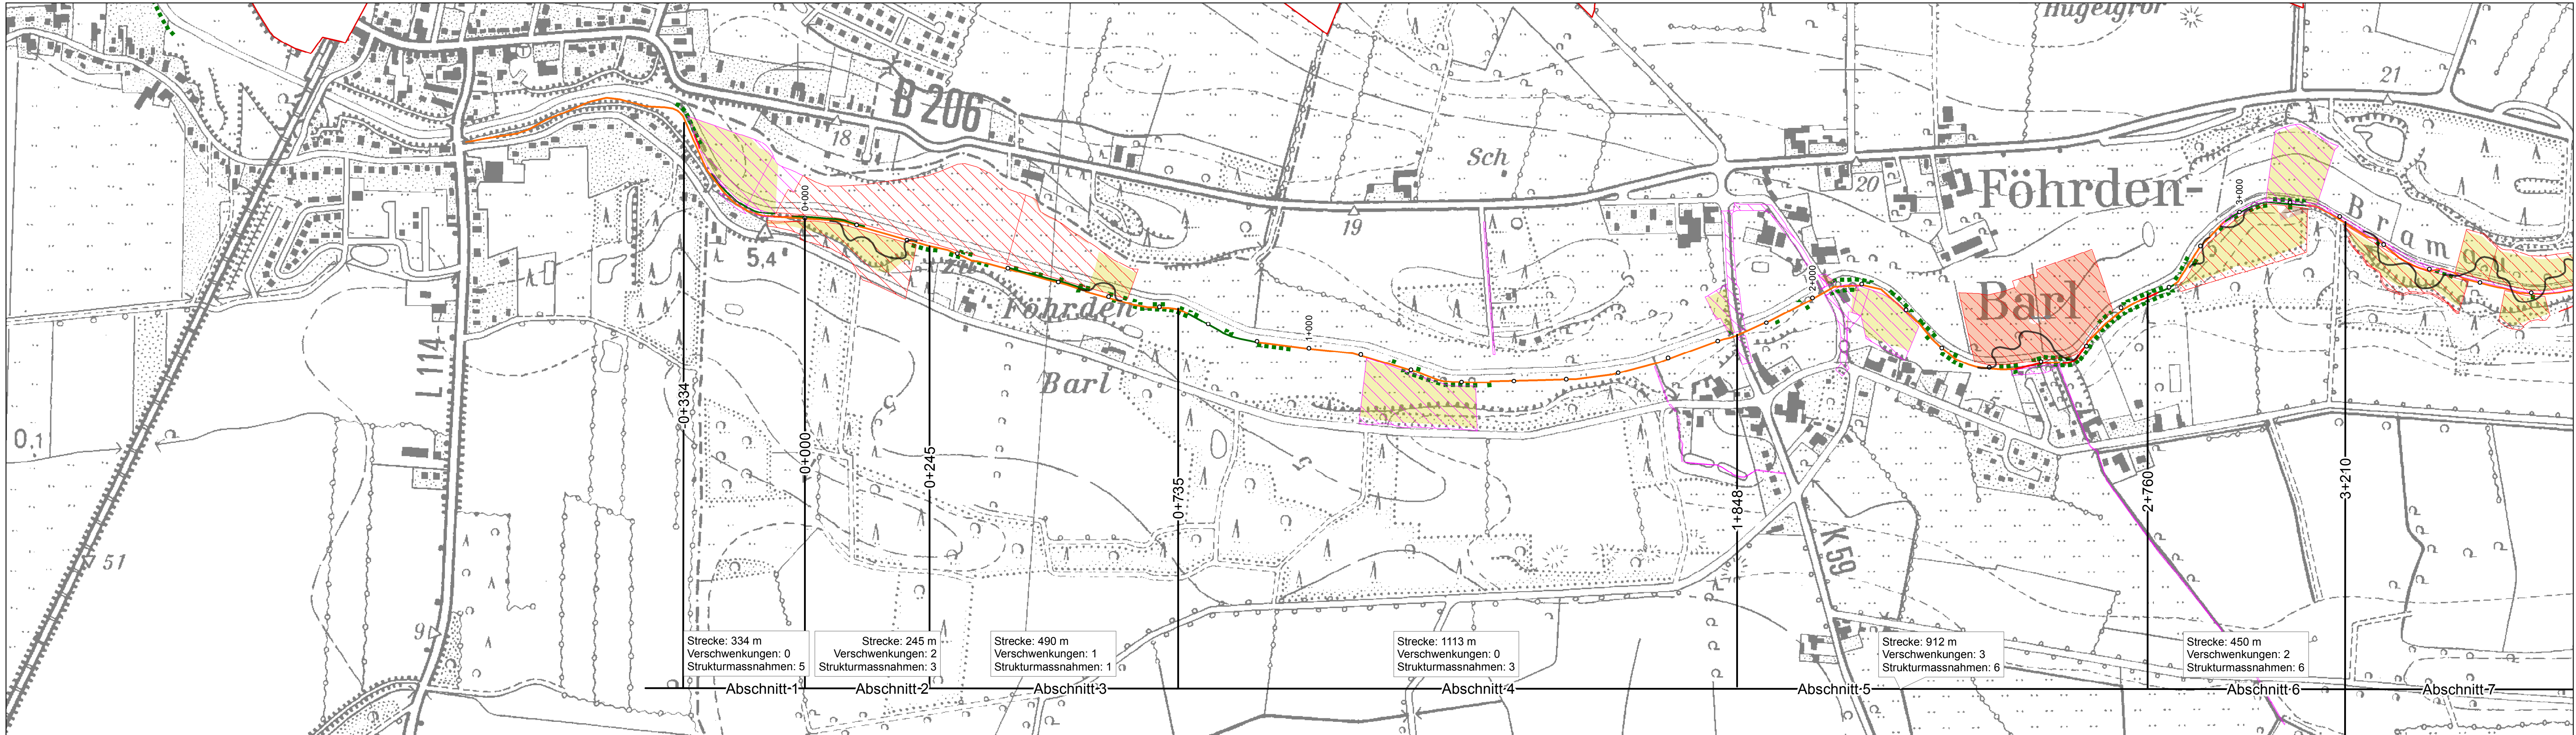 Hügelgror
21
B 206
18
Sch
20
Föhrden-
19
0+000
3+000
Bram
5,4
2+000
Zu
Föhrden
1+000
Barl
Barl
L 114
-0+334
5
0,1
0+000
0+245
0+735
5
1+848
2+760
3+210
K 59
51
9
Strecke: 334 m
Verschwenkungen: 0
Strukturmassnahmen: 5
Strecke: 245 m
Verschwenkungen: 2
Strukturmassnahmen: 3
Strecke: 490 m
Verschwenkungen: 1
Strukturmassnahmen: 1
Strecke: 1113 m
Verschwenkungen: 0
Strukturmassnahmen: 3
Strecke: 912 m
Verschwenkungen: 3
Strukturmassnahmen: 6
Strecke: 450 m
Verschwenkungen: 2
Strukturmassnahmen: 6
Abschnitt-1
Abschnitt-2
Abschnitt-3
Abschnitt-4
Abschnitt-5
Abschnitt-6
Abschnitt-7